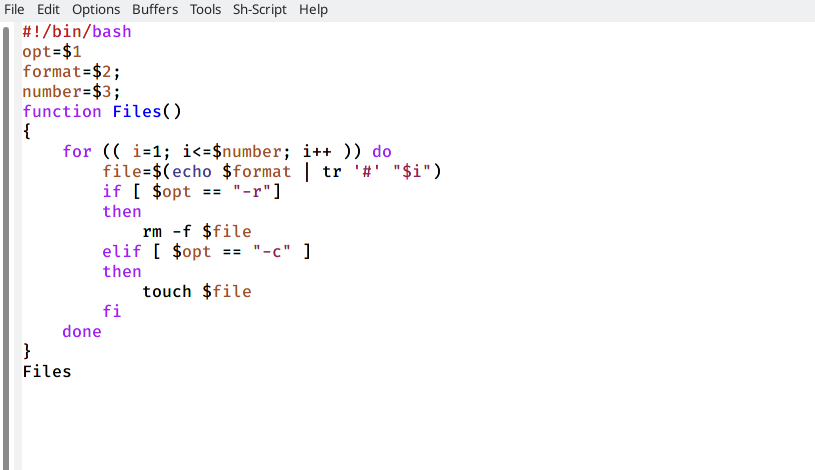 File Edit Options Buffers Tools Sh-Script Help
#!/bin/bash
opt=$1
format=$2;
number=$3;
function Files()
{
    for (( i=1; i<=$number; i++ )) do
        file=$(echo $format | tr '#' "$i")
        if [ $opt == "-r"]
        then
            rm -f $file
        elif [ $opt == "-c" ]
        then
            touch $file
        fi
    done
}
Files